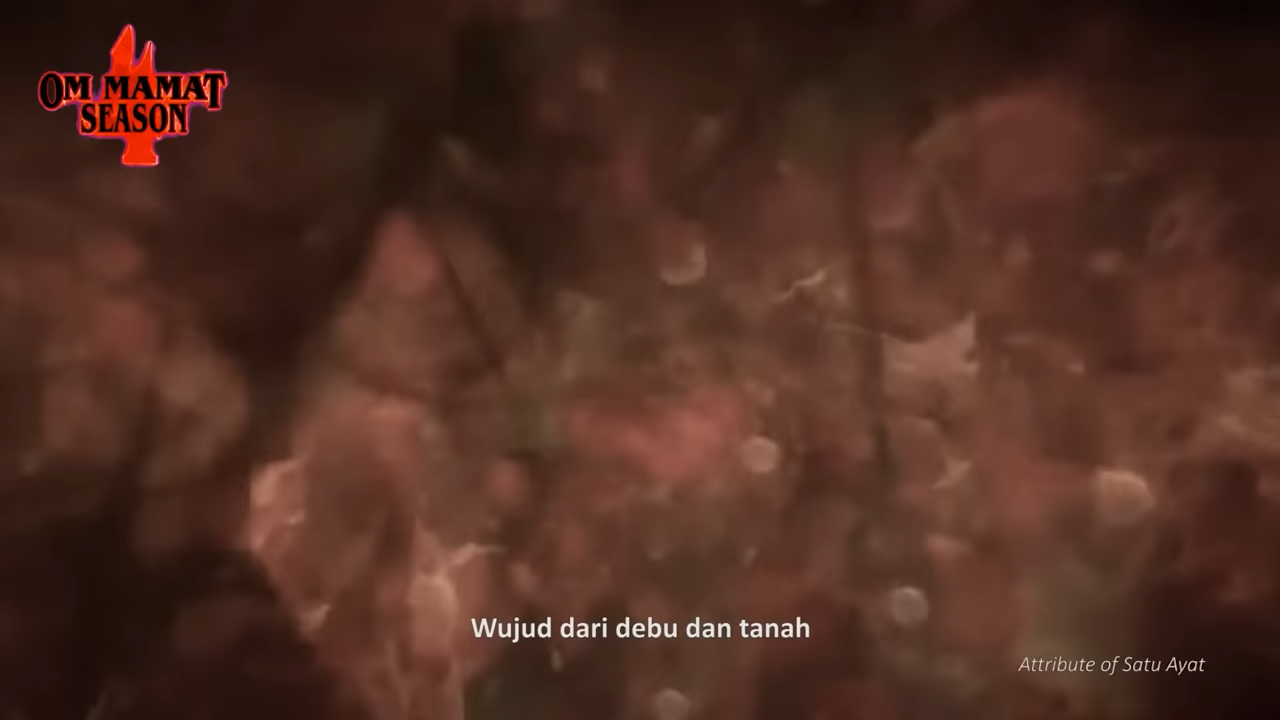 OM MAMAT
SEASON
4
Wujud dari debu dan tanah
Attribute of Satu Ayat